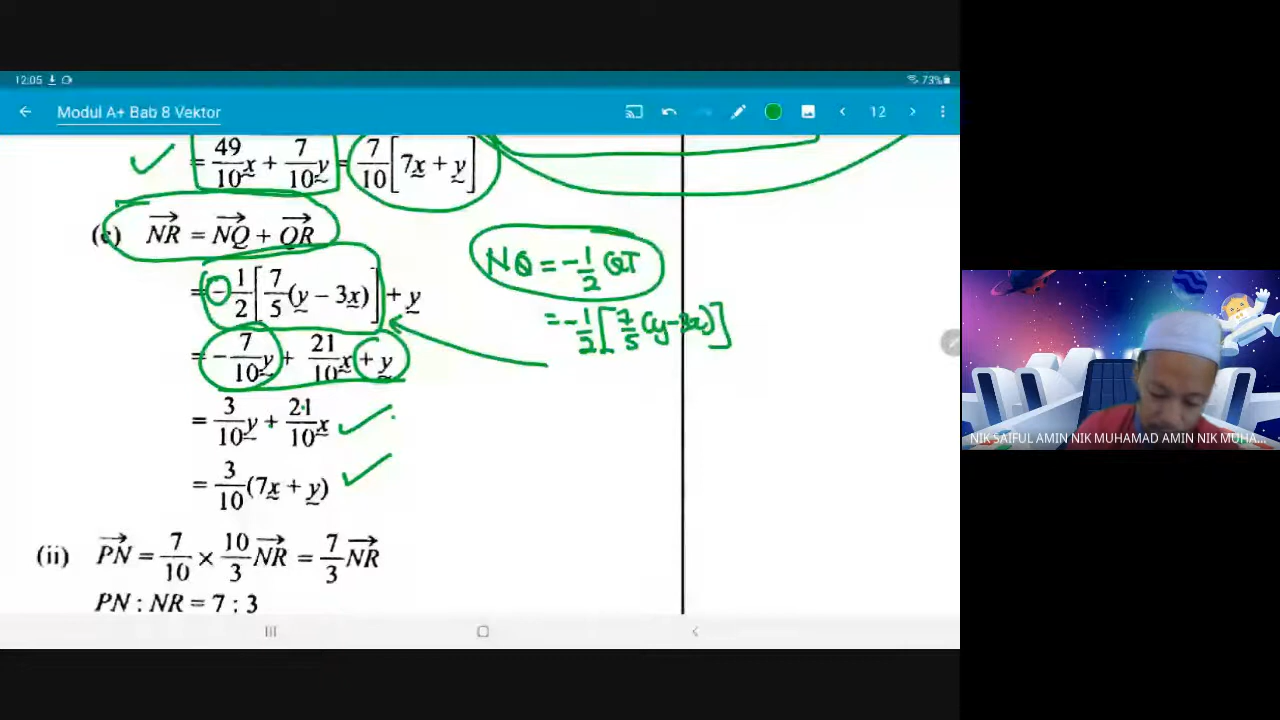 12:05 73%
Modul A+ Bab 8 Vektor 12
= 49/10 x + 7/10 y = 7/10 [7x + y]
(c) NR = NQ + QR
= -1/2 [7/5 (y - 3x)] + y
= -7/10 y + 21/10 x + y
= 3/10 y + 21/10 x
= 3/10 (7x + y)
NQ = -1/2 QT
= -1/2 [7/5 (y - 3x)]
(ii) PN = 7/10 × 10/3 NR = 7/3 NR
PN : NR = 7 : 3
NIK SAIFUL AMIN NIK MUHAMAD AMIN NIK MUHA...